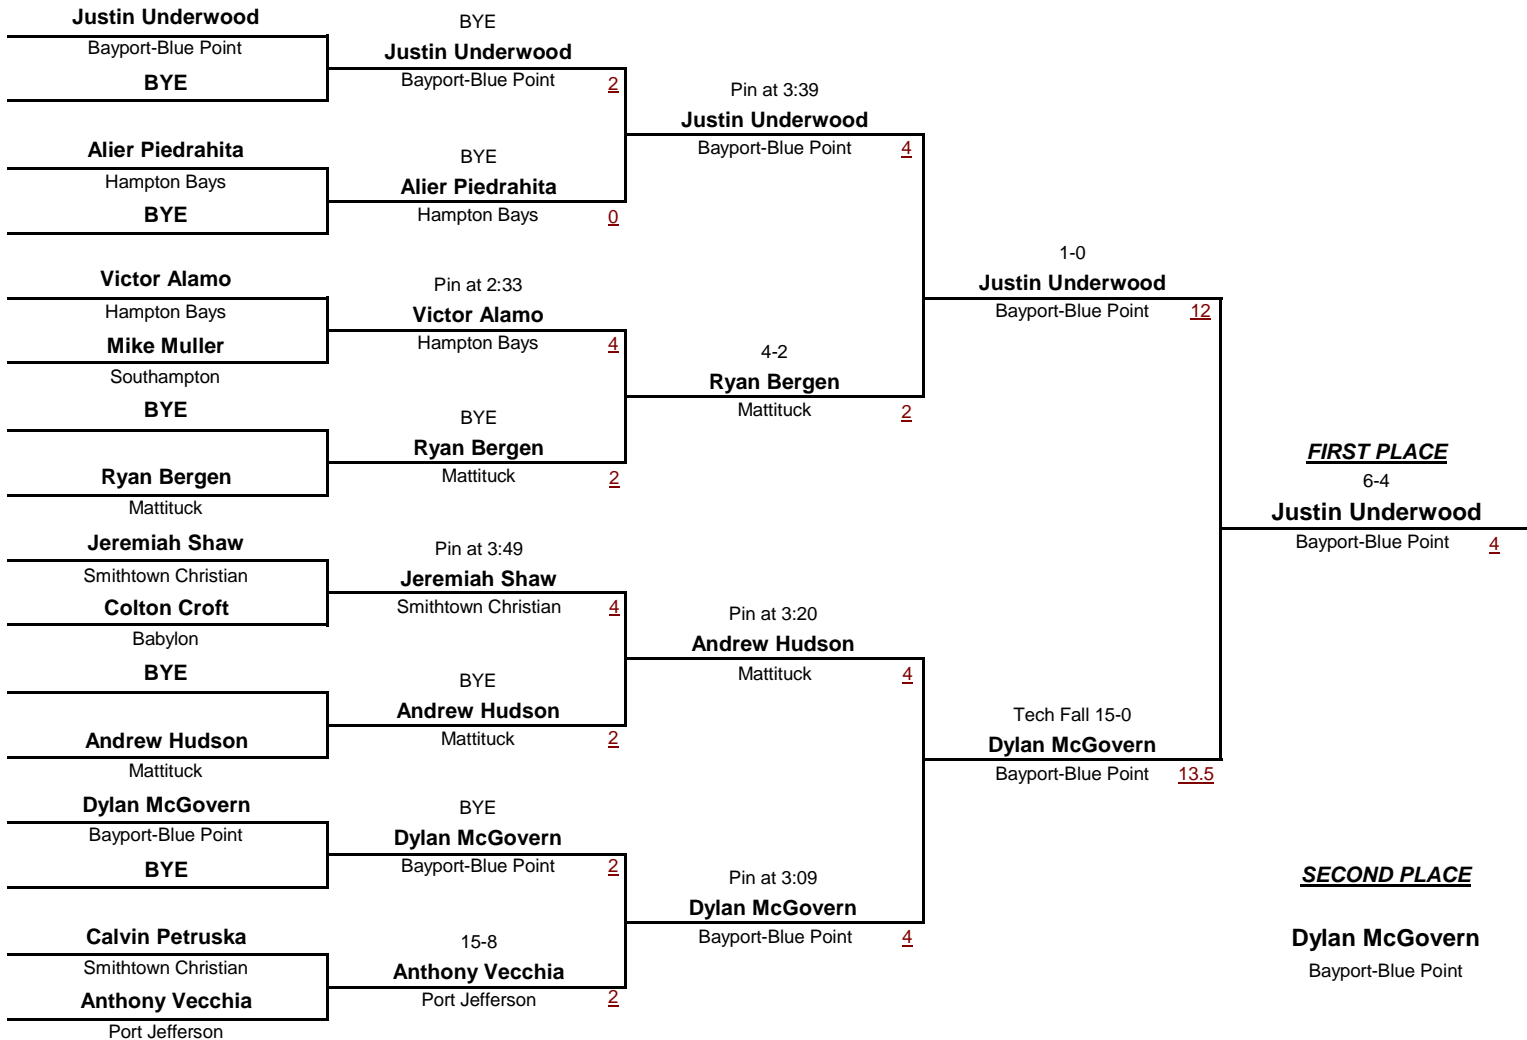 Justin Underwood
Bayport-Blue Point
BYE
Alier Piedrahita
Hampton Bays
BYE
Victor Alamo
Hampton Bays
Mike Muller
Southampton
BYE
Ryan Bergen
Mattituck
Jeremiah Shaw
Smithtown Christian
Colton Croft
Babylon
BYE
Andrew Hudson
Mattituck
Dylan McGovern
Bayport-Blue Point
BYE
Calvin Petruska
Smithtown Christian
Anthony Vecchia
Port Jefferson
BYE
Justin Underwood
Bayport-Blue Point 2
BYE
Alier Piedrahita
Hampton Bays 0
Pin at 2:33
Victor Alamo
Hampton Bays 4
BYE
Ryan Bergen
Mattituck 2
Pin at 3:49
Jeremiah Shaw
Smithtown Christian 4
BYE
Andrew Hudson
Mattituck 2
BYE
Dylan McGovern
Bayport-Blue Point 2
15-8
Anthony Vecchia
Port Jefferson 2
Pin at 3:39
Justin Underwood
Bayport-Blue Point 4
4-2
Ryan Bergen
Mattituck 2
Pin at 3:20
Andrew Hudson
Mattituck 4
Pin at 3:09
Dylan McGovern
Bayport-Blue Point 4
1-0
Justin Underwood
Bayport-Blue Point 12
Tech Fall 15-0
Dylan McGovern
Bayport-Blue Point 13.5
FIRST PLACE
6-4
Justin Underwood
Bayport-Blue Point 4
SECOND PLACE
Dylan McGovern
Bayport-Blue Point